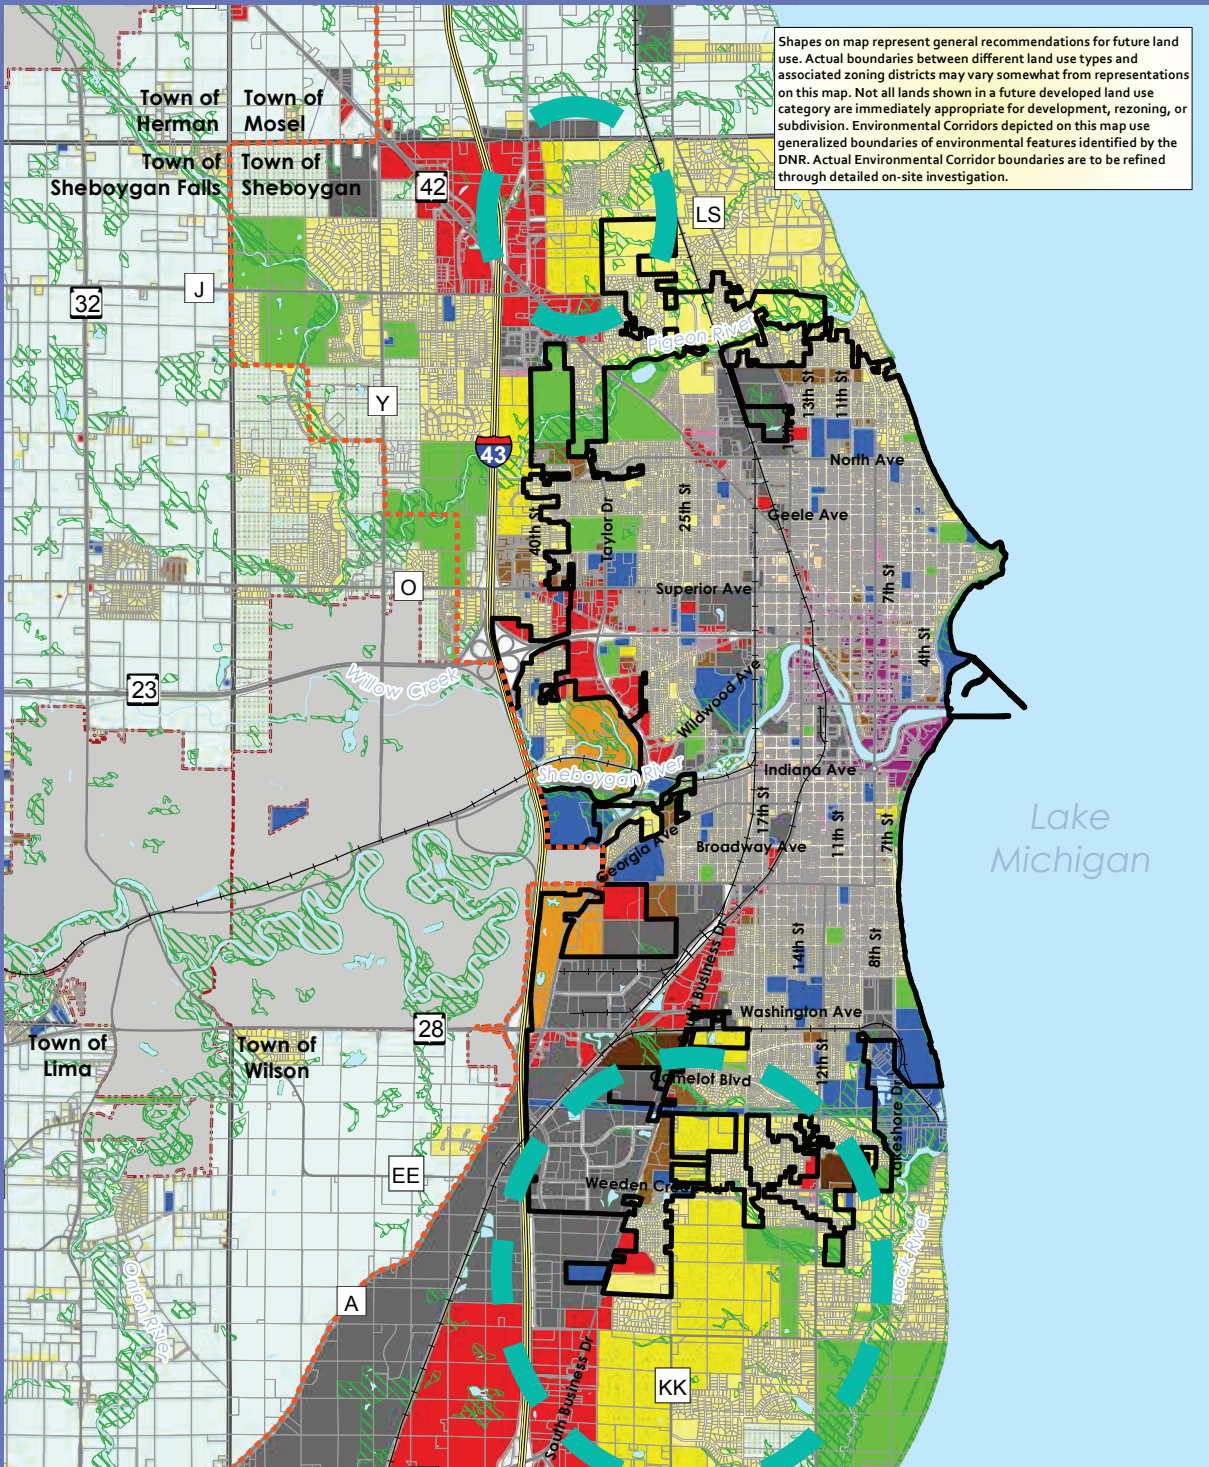 Shapes on map represent general recommendations for future land
use. Actual boundaries between different land use types and
associated zoning districts may vary somewhat from representations
on this map. Not all lands shown in a future developed land use
category are immediately appropriate for development, rezoning, or
subdivision. Environmental Corridors depicted on this map use
generalized boundaries of environmental features identified by the
DNR. Actual Environmental Corridor boundaries are to be refined
through detailed on-site investigation.
Town of
Herman
Town of
Mosel
Town of
Sheboygan Falls
Town of
Sheboygan
42
LS
J
32
Pigeon River
Y
13th St
11th St
43
North Ave
25th St
Geele Ave
40th St
Taylor Dr
O
Superior Ave
7th St
4th St
Willow Creek
23
Wildwood Ave
Sheboygan River
Indiana Ave
17th St
11th St
7th St
Georgia Ave
Broadway Ave
Lake
Michigan
14th St
8th St
Business Dr
Washington Ave
28
Town of
Lima
Town of
Wilson
12th St
Camelot Blvd
Lakeshore Dr
EE
Weeden
Black River
Onion River
A
KK
South Business Dr